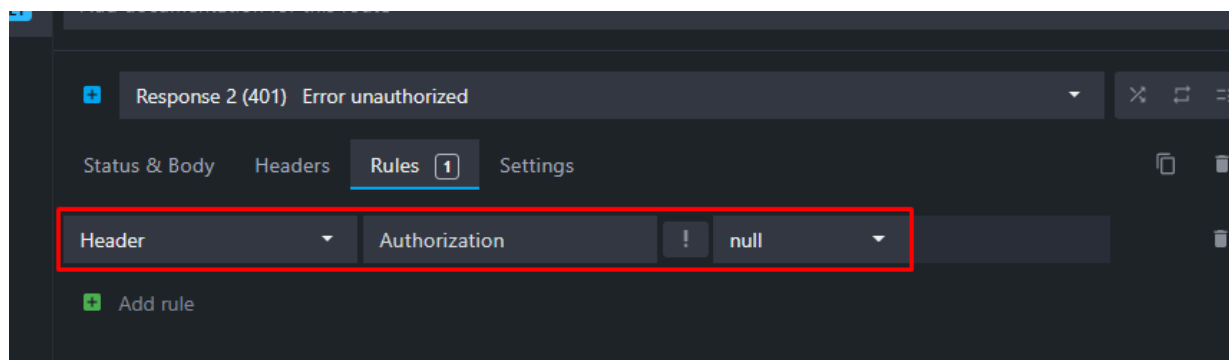 Response 2 (401) Error unauthorized
Status & Body Headers Rules 1 Settings
Header Authorization ! null
Add rule